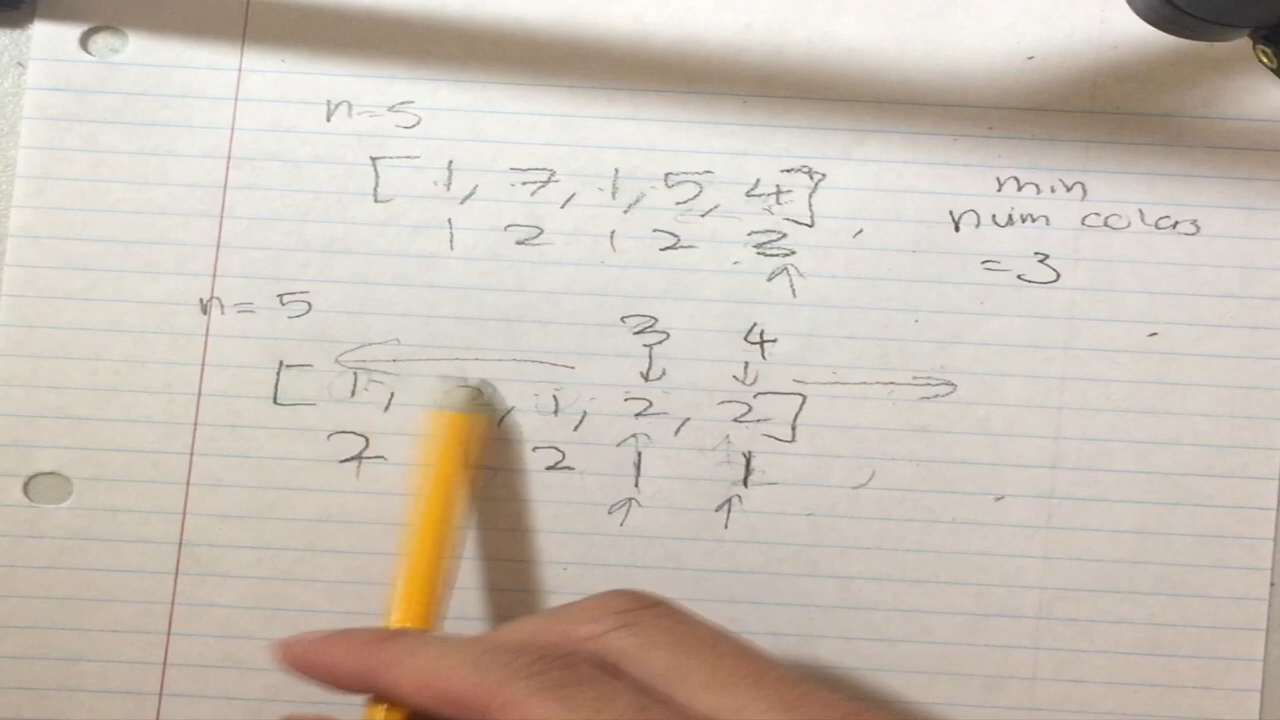 n=5
[1, 7, 1, 5, 4]
1 2 1 2 3
min
num colors
=3
n=5
3 4
[1, , 1, 2, 2]
2 2 1 1